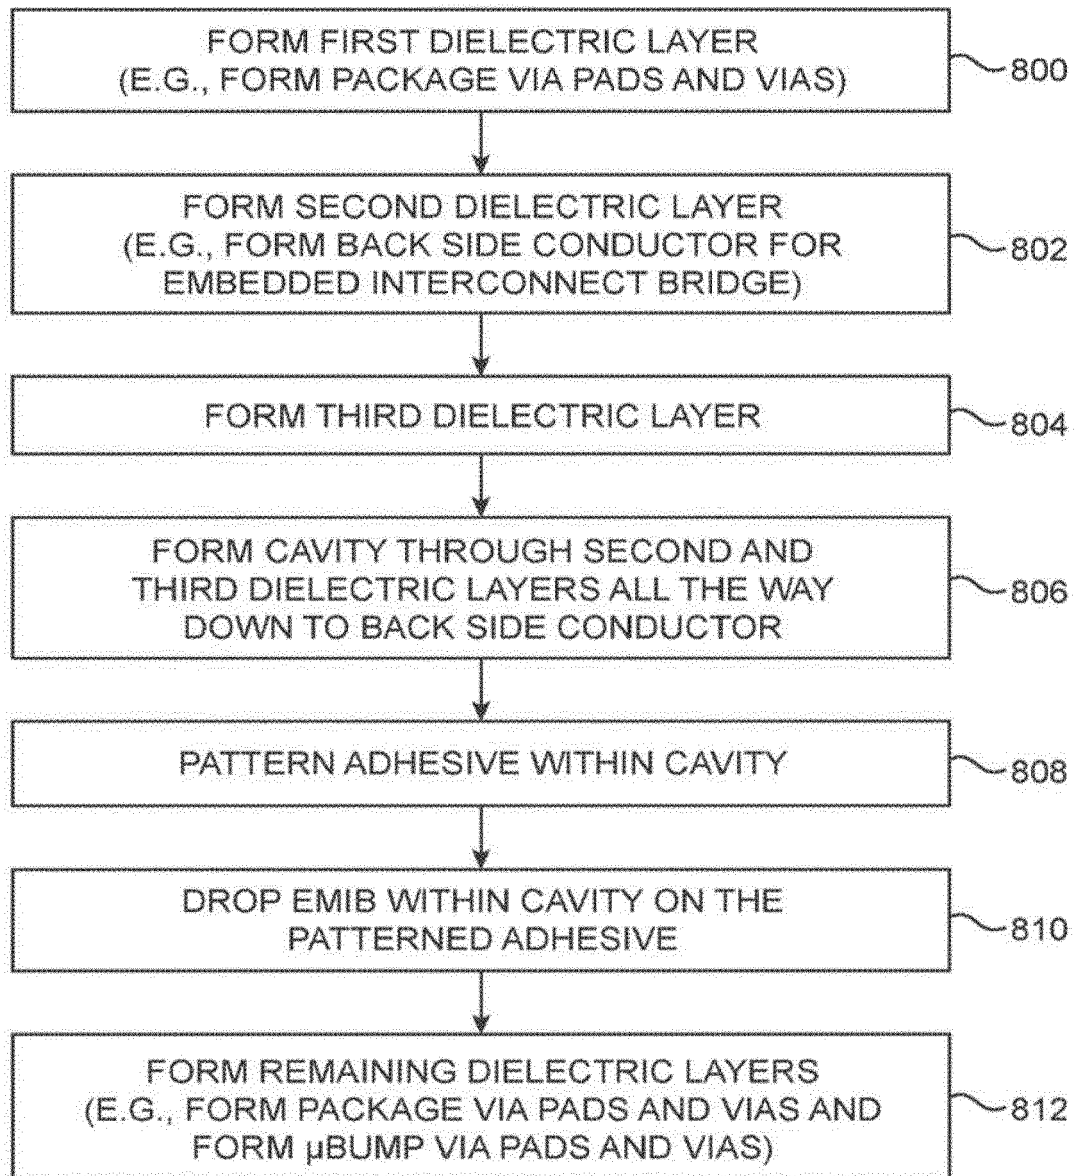 FORM FIRST DIELECTRIC LAYER
(E.G., FORM PACKAGE VIA PADS AND VIAS)
800
FORM SECOND DIELECTRIC LAYER
(E.G., FORM BACK SIDE CONDUCTOR FOR
EMBEDDED INTERCONNECT BRIDGE)
802
FORM THIRD DIELECTRIC LAYER
804
FORM CAVITY THROUGH SECOND AND
THIRD DIELECTRIC LAYERS ALL THE WAY
DOWN TO BACK SIDE CONDUCTOR
806
PATTERN ADHESIVE WITHIN CAVITY
808
DROP EMIB WITHIN CAVITY ON THE
PATTERNED ADHESIVE
810
FORM REMAINING DIELECTRIC LAYERS
(E.G., FORM PACKAGE VIA PADS AND VIAS AND
FORM µBUMP VIA PADS AND VIAS)
812